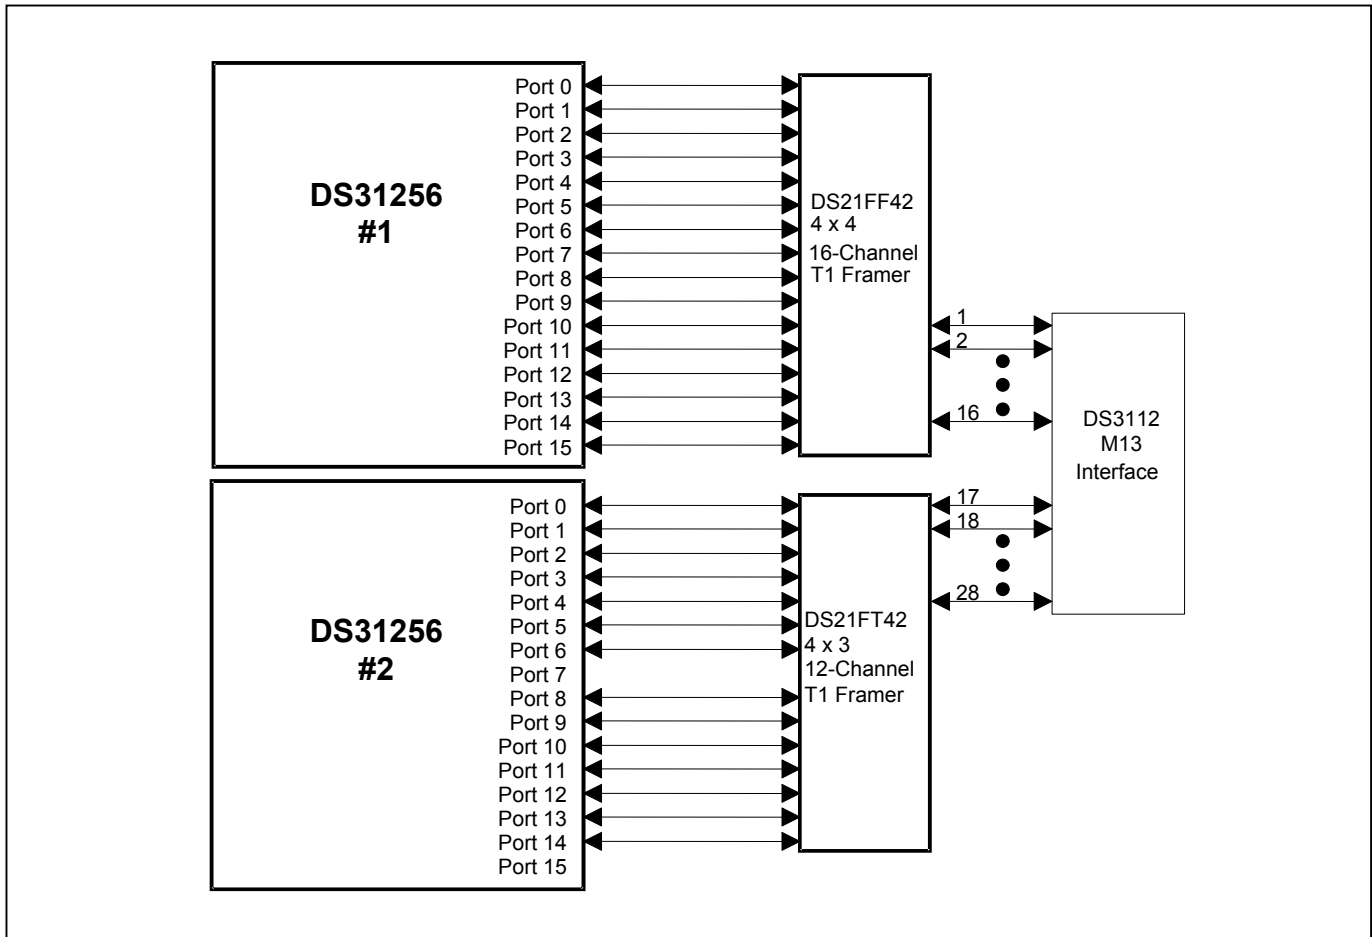 DS31256
#1
Port 0
Port 1
Port 2
Port 3
Port 4
Port 5
Port 6
Port 7
Port 8
Port 9
Port 10
Port 11
Port 12
Port 13
Port 14
Port 15
DS21FF42
4 x 4
16-Channel
T1 Framer
1
2
16
DS3112
M13
Interface
DS31256
#2
Port 0
Port 1
Port 2
Port 3
Port 4
Port 5
Port 6
Port 7
Port 8
Port 9
Port 10
Port 11
Port 12
Port 13
Port 14
Port 15
DS21FT42
4 x 3
12-Channel
T1 Framer
17
18
28